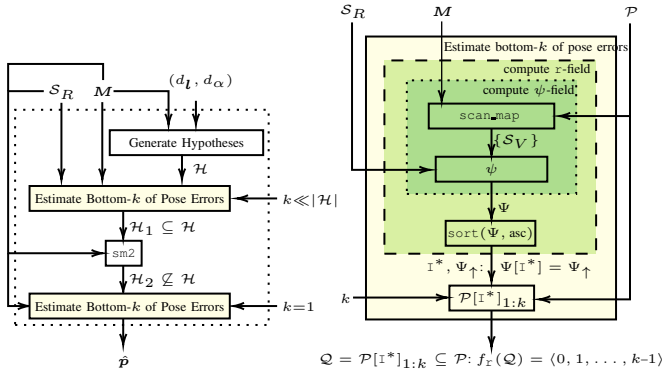 𝒮_R M (d_l, d_α)
Generate Hypotheses
ℋ
Estimate Bottom-k of Pose Errors
k≪|ℋ|
ℋ_1 ⊆ ℋ
sm2
ℋ_2 ⊈ ℋ
Estimate Bottom-k of Pose Errors
k=1
p̂
𝒮_R M 𝒫
Estimate bottom-k of pose errors
compute r-field
compute ψ-field
scan_map
{𝒮_V}
ψ
Ψ
sort(Ψ, asc)
I*, Ψ↑: Ψ[I*] = Ψ↑
k
𝒫[I*]_{1:k}
𝒬 = 𝒫[I*]_{1:k} ⊆ 𝒫: f_r(𝒬) = ⟨0, 1, . . . , k–1⟩